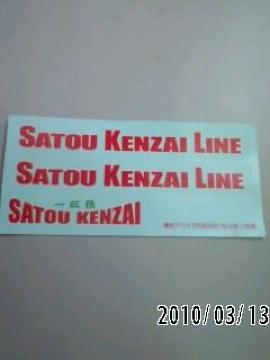 SATOU KENZAI LINE
SATOU KENZAI LINE
一匹狼
SATOU KENZAI
2010/03/13